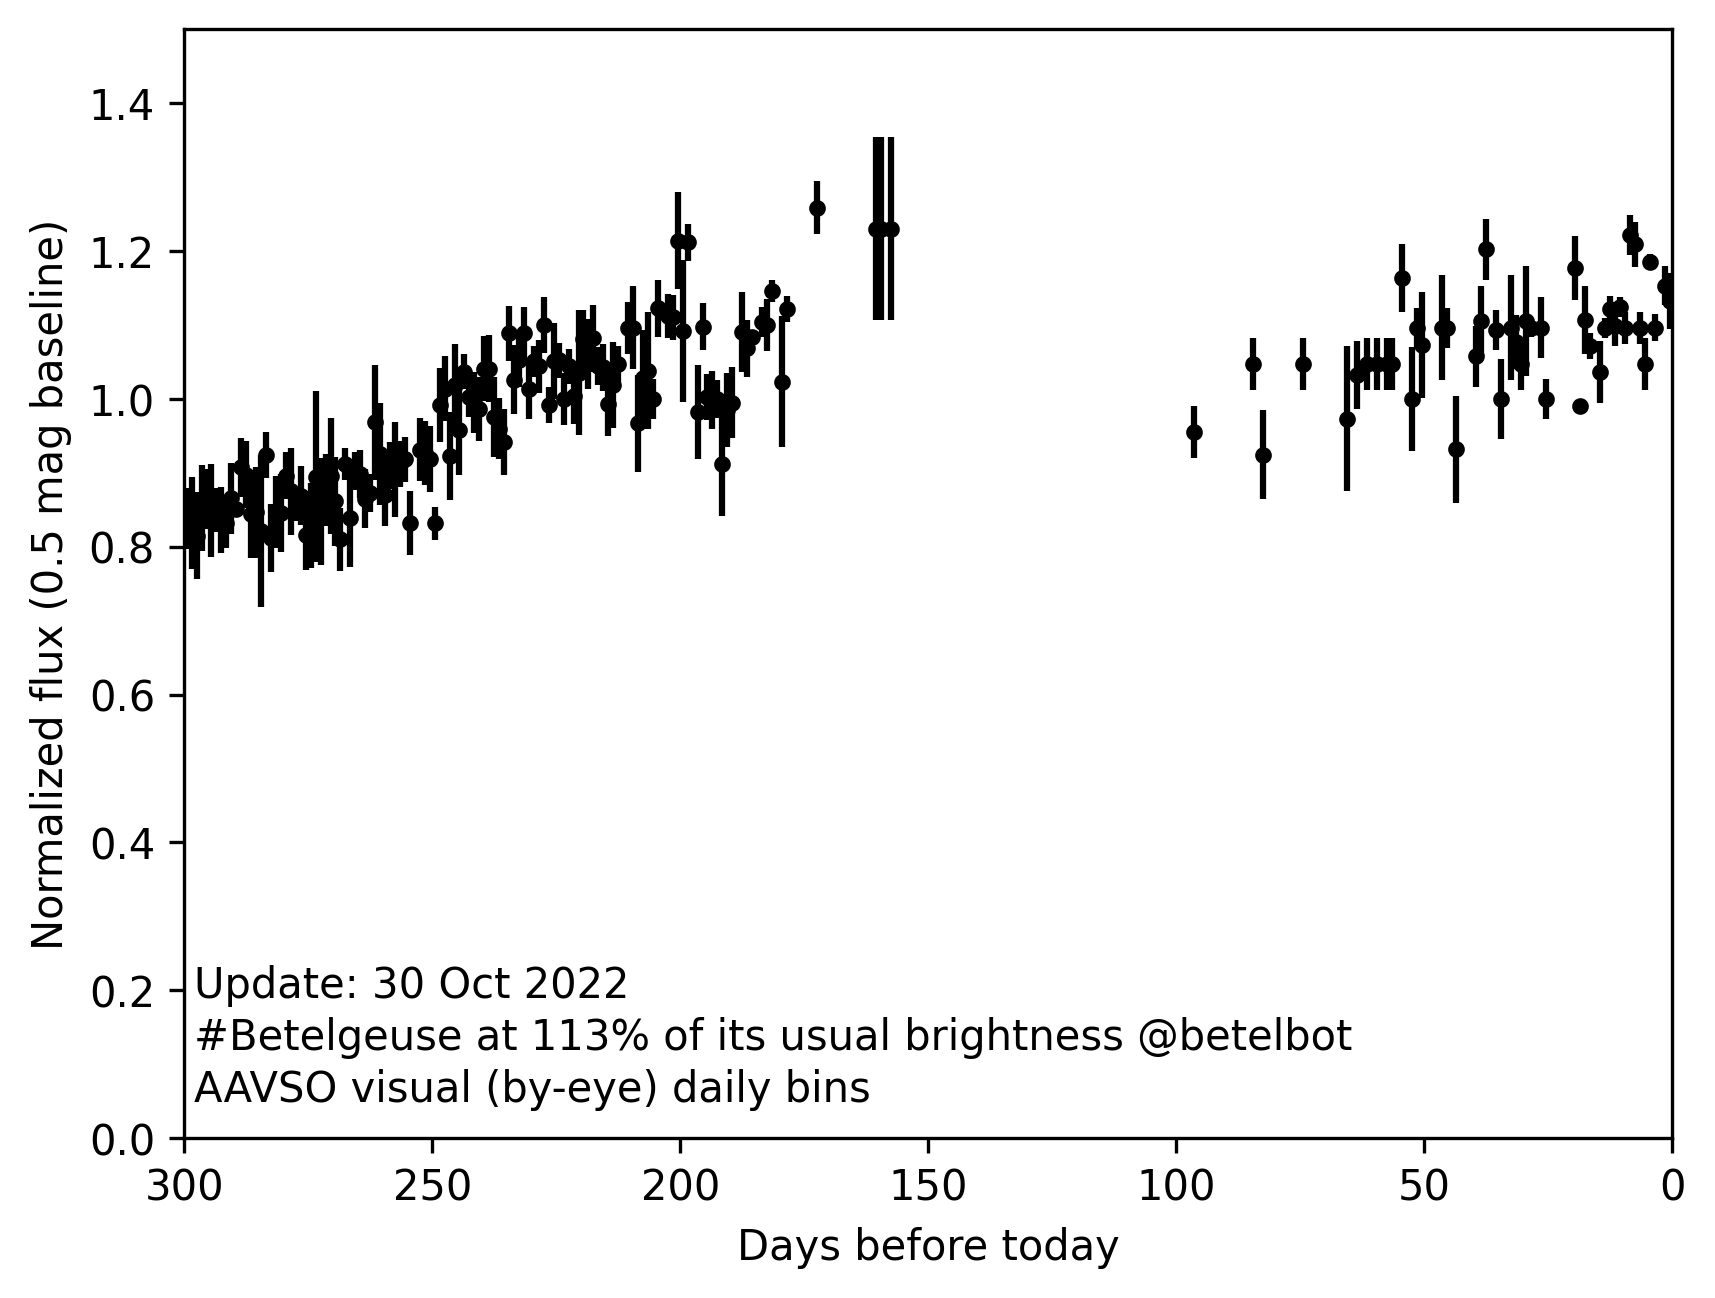 1.4
1.2
1.0
0.8
0.6
0.4
0.2
0.0
Normalized flux (0.5 mag baseline)
Update: 30 Oct 2022
#Betelgeuse at 113% of its usual brightness @betelbot
AAVSO visual (by-eye) daily bins
300 250 200 150 100 50 0
Days before today